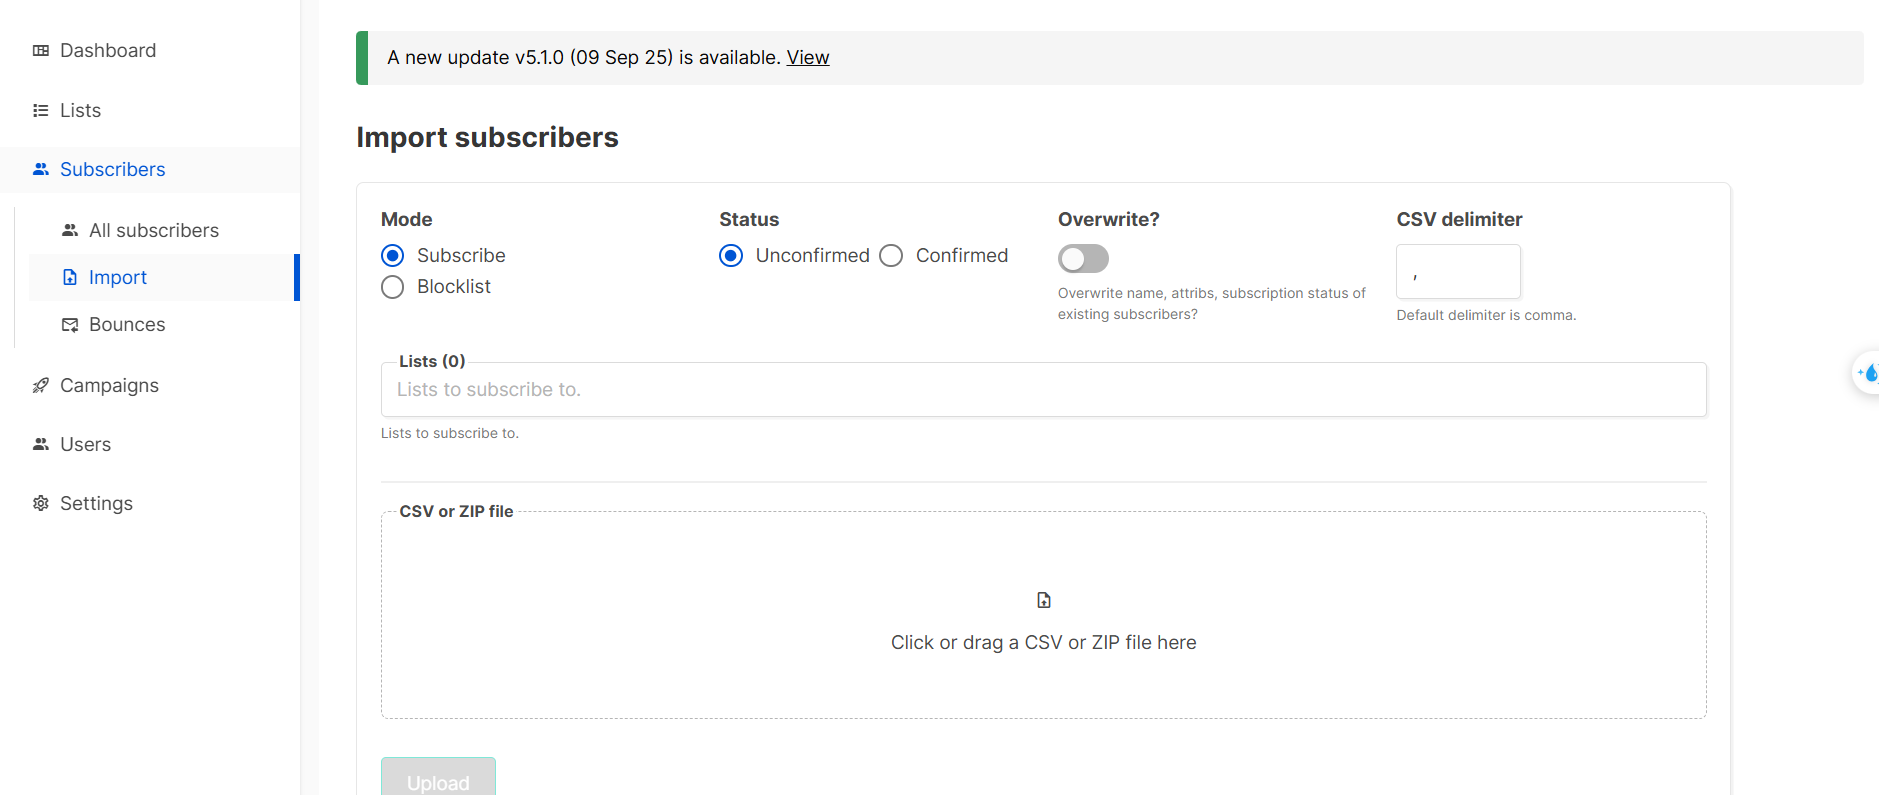 Dashboard
Lists
Subscribers
All subscribers
Import
Bounces
Campaigns
Users
Settings
A new update v5.1.0 (09 Sep 25) is available. View
Import subscribers
Mode
Subscribe
Blocklist
Status
Unconfirmed Confirmed
Overwrite?
Overwrite name, attribs, subscription status of
existing subscribers?
CSV delimiter
,
Default delimiter is comma.
Lists (0)
Lists to subscribe to.
Lists to subscribe to.
CSV or ZIP file
Click or drag a CSV or ZIP file here
Upload